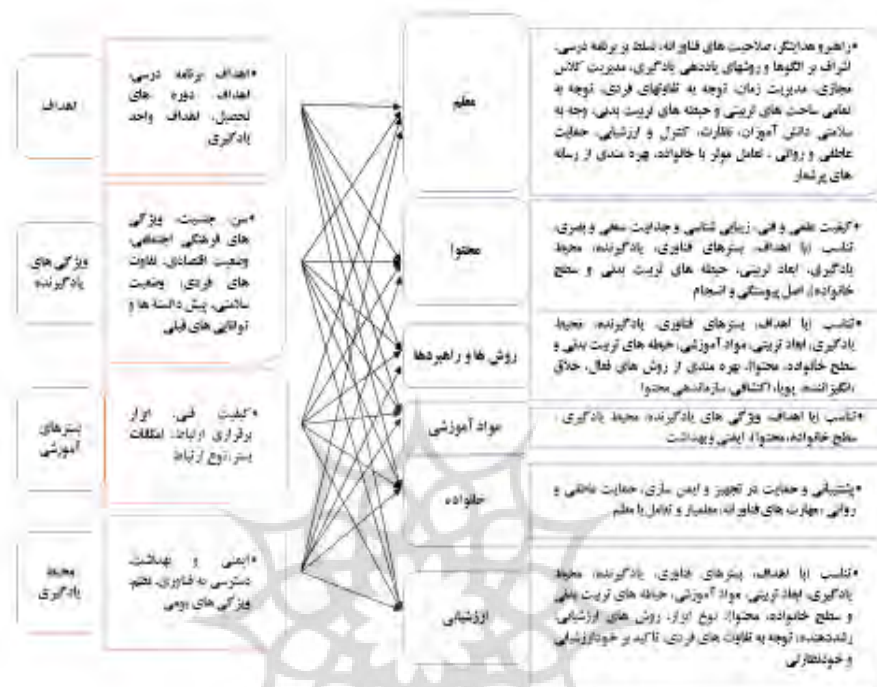 اهداف
•اهداف برنامه درسی،
اهداف دوره های
تحصیل، اهداف واحد
یادگیری
ویژگی های
یادگیرنده
•سن، جنسیت، ویژگی
های فرهنگی اجتماعی،
وضعیت اقتصادی، تفاوت
های فردی، وضعیت
سلامتی، پیش دانسته ها و
توانایی های قبلی
بسترهای
آموزشی
•کیفیت فنی، ابزار
برقراری ارتباط، امکانات
بستر، نوع ارتباط
محیط
یادگیری
•ایمنی و بهداشت،
دسترسی به فناوری، نظم،
ویژگی های بومی
معلم
•راهبر و هدایتگر، صلاحیت های فناورانه، تسلط بر برنامه درسی،
اشراف بر الگوها و روشهای یاددهی یادگیری، مدیریت کلاس
مجازی، مدیریت زمان، توجه به تفاوتهای فردی، توجه به
تمامی ساحت های تربیتی و حیطه های تربیت بدنی، وجه به
سلامتی دانش آموزان، نظارت، کنترل و ارزشیابی، حمایت
عاطفی و روانی ، تعامل موثر با خانواده، بهره مندی از رسانه
های پرشمار
محتوا
•کیفیت علمی و فنی، زیبایی شناسی و جذابیت سمعی و بصری،
تناسب (با اهداف، بسترهای فناوری، یادگیرنده، محیط
یادگیری، ابعاد تربیتی، حیطه های تربیت بدنی و سطح
خانواده)، اصل پیوستگی و انسجام
روش ها و راهبردها
•تناسب (با اهداف، بسترهای فناوری، یادگیرنده، محیط
یادگیری، ابعاد تربیتی، مواد آموزشی، حیطه های تربیت بدنی و
سطح خانواده، محتوا)، بهره مندی از روش های فعال، خلاق
،انگیزاننده، پویا، اکتشافی، سازماندهی محتوا
مواد آموزشی
•تناسب (با اهداف، ویژگی های یادگیرنده، محیط یادگیری ،
سطح خانواده، محتوا)، ایمنی وبهداشت
خانواده
•پشتیبانی و حمایت در تجهیز و ایمن سازی، حمایت عاطفی و
روانی ،مهارت های فناورانه، معلمیار و تعامل با معلم
ارزشیابی
•تناسب (با اهداف، بسترهای فناوری، یادگیرنده، محیط
یادگیری، ابعاد تربیتی، مواد آموزشی، حیطه های تربیت بدنی
و سطح خانواده، محتوا)، نوع ابزار، روش های ارزشیابی،
رشددهنده، توجه به تفاوت های فردی، تاکید بر خودارزشیابی
و خودنظارتی